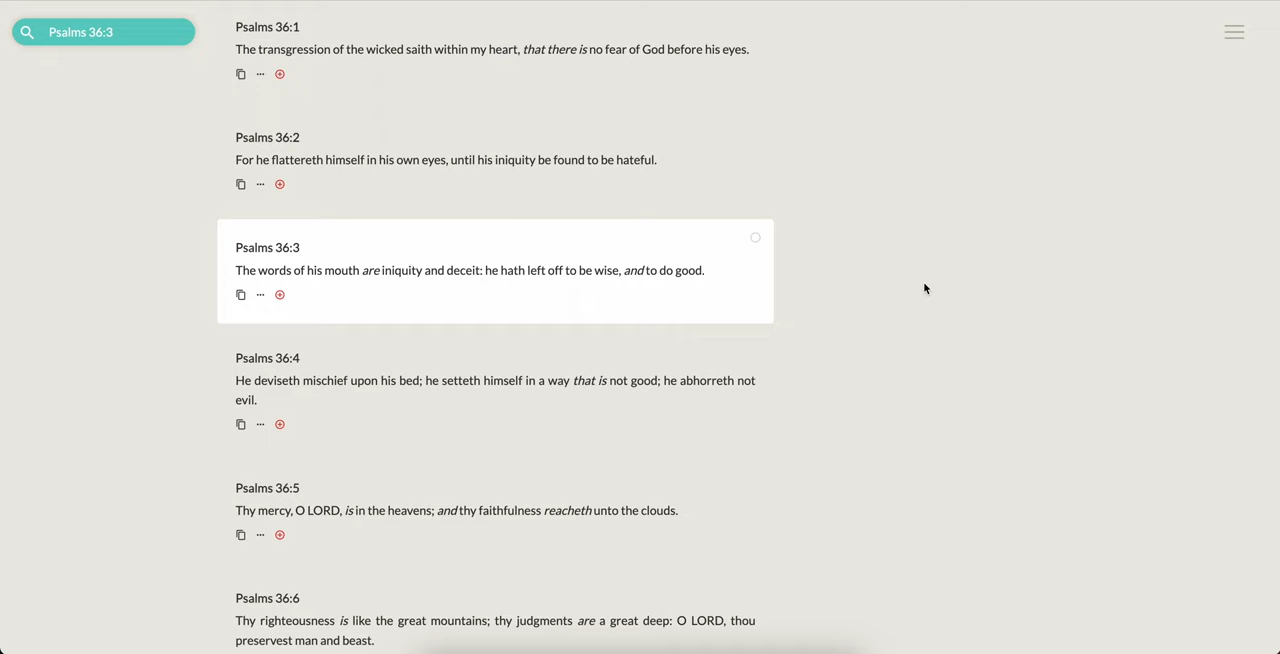 Psalms 36:3
Psalms 36:1
The transgression of the wicked saith within my heart, that there is no fear of God before his eyes.
Psalms 36:2
For he flattereth himself in his own eyes, until his iniquity be found to be hateful.
Psalms 36:3
The words of his mouth are iniquity and deceit: he hath left off to be wise, and to do good.
Psalms 36:4
He deviseth mischief upon his bed; he setteth himself in a way that is not good; he abhorreth not
evil.
Psalms 36:5
Thy mercy, O LORD, is in the heavens; and thy faithfulness reacheth unto the clouds.
Psalms 36:6
Thy righteousness is like the great mountains; thy judgments are a great deep: O LORD, thou
preservest man and beast.